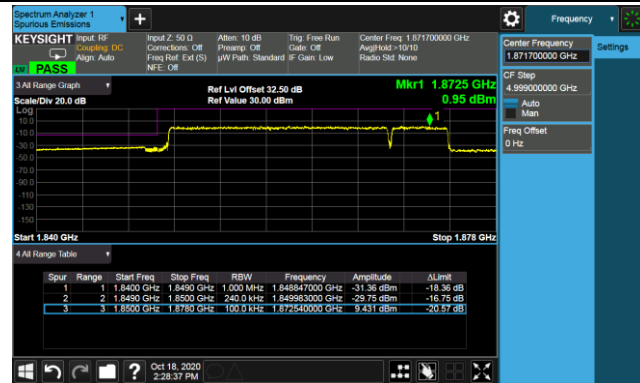 Spectrum Analyzer 1
Spurious Emissions
Frequency
KEYSIGHT Input: RF
Coupling: DC
Align: Auto
PASS
Input Z: 50 Ω
Corrections: Off
Freq Ref: Ext (S)
NFE: Off
Atten: 10 dB
Preamp: Off
µW Path: Standard
Trig: Free Run
Gate: Off
IF Gain: Low
Center Freq: 1.871700000 GHz
Avg|Hold:>10/10
Radio Std: None
Center Frequency
1.871700000 GHz
Settings
CF Step
4.999000000 GHz
Auto
Man
Freq Offset
0 Hz
3 All Range Graph
Scale/Div 20.0 dB
Ref Lvl Offset 32.50 dB
Ref Value 30.00 dBm
Mkr1 1.8725 GHz
0.95 dBm
Log
10.0
-10.0
-30.0
-50.0
-70.0
-90.0
-110
-130
-150
1
Start 1.840 GHz
Stop 1.878 GHz
4 All Range Table
Spur Range Start Freq Stop Freq RBW Frequency Amplitude ΔLimit
1 1 1.8400 GHz 1.8490 GHz 1.000 MHz 1.848847000 GHz -31.36 dBm -18.36 dB
2 2 1.8490 GHz 1.8500 GHz 240.0 kHz 1.849983000 GHz -29.75 dBm -16.75 dB
3 3 1.8500 GHz 1.8780 GHz 100.0 kHz 1.872540000 GHz 9.431 dBm -20.57 dB
Oct 18, 2020
2:28:37 PM